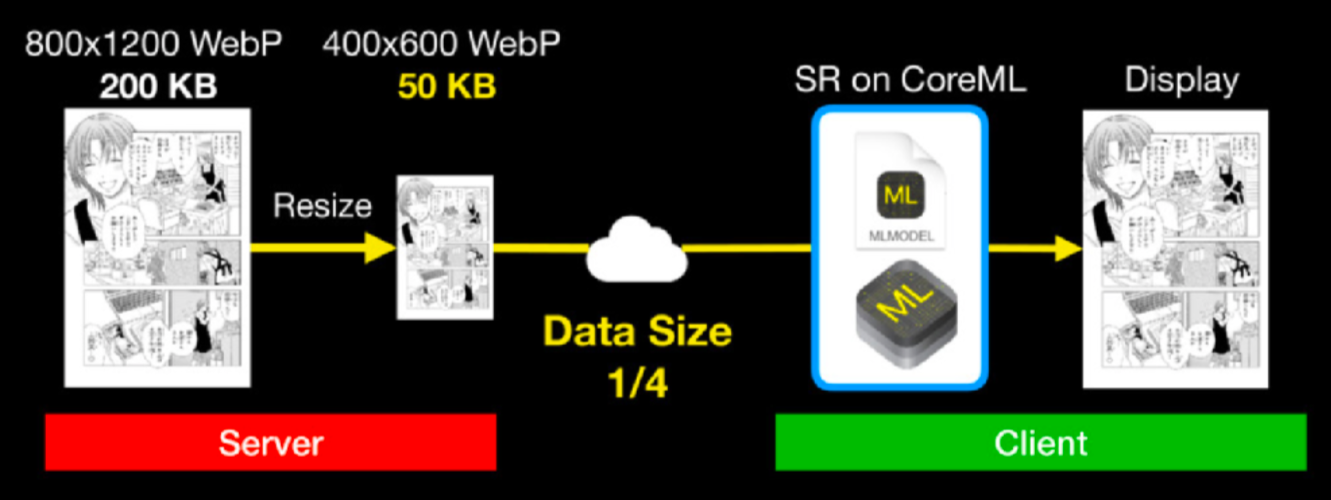 800x1200 WebP
200 KB
400x600 WebP
50 KB
Resize
Data Size
1/4
SR on CoreML
ML
MLMODEL
ML
Display
Server
Client